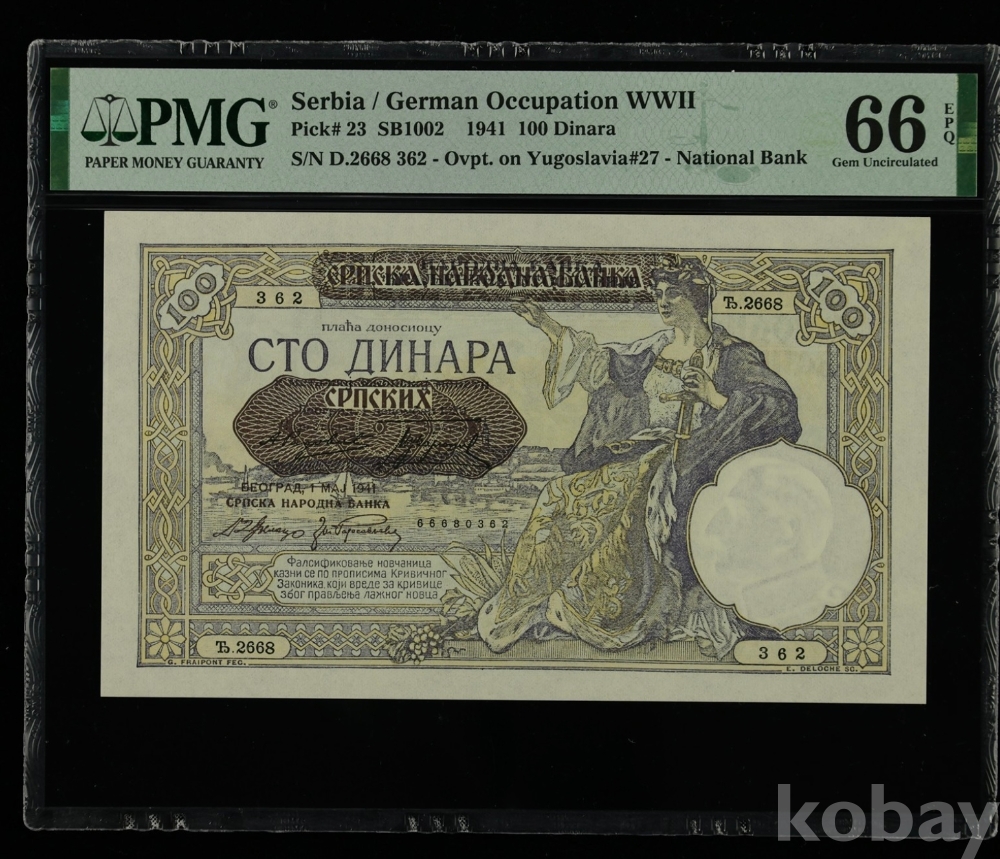 PMG®
PAPER MONEY GUARANTY
Serbia / German Occupation WWII
Pick# 23 SB1002 1941 100 Dinara
S/N D.2668 362 - Ovpt. on Yugoslavia#27 - National Bank
66 EPQ
Gem Uncirculated
СРПСКА НАРОДНА БАНКА
100
362
Ђ.2668
100
плаћа доносиоцу
СТО ДИНАРА
СРПСКИХ
БЕОГРАД, 1 МАЈ 1941
СРПСКА НАРОДНА БАНКА
66680362
Фалсификовање новчаница
казни се по прописима Кривичног
Законика који вреде за кривице
због прављења лажног новца
Ђ.2668
362
G. FRAIPONT FEC.
E. DELOCHE SC.
kobay